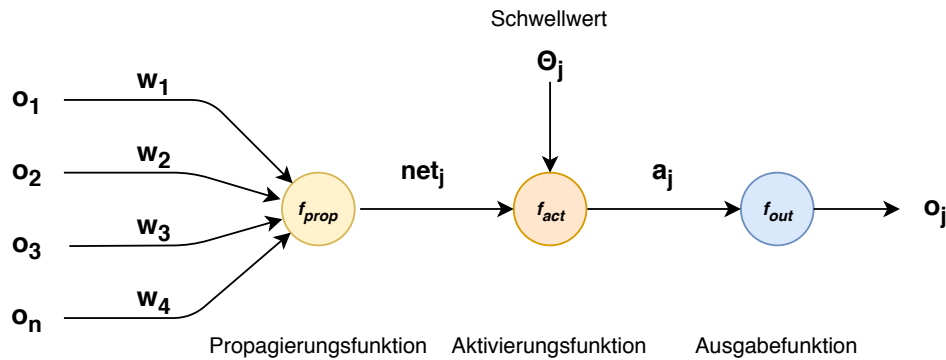 Schwellwert
Θj
o1
w1
o2
w2
o3
w3
on
w4
fprop
netj
fact
aj
fout
oj
Propagierungsfunktion
Aktivierungsfunktion
Ausgabefunktion